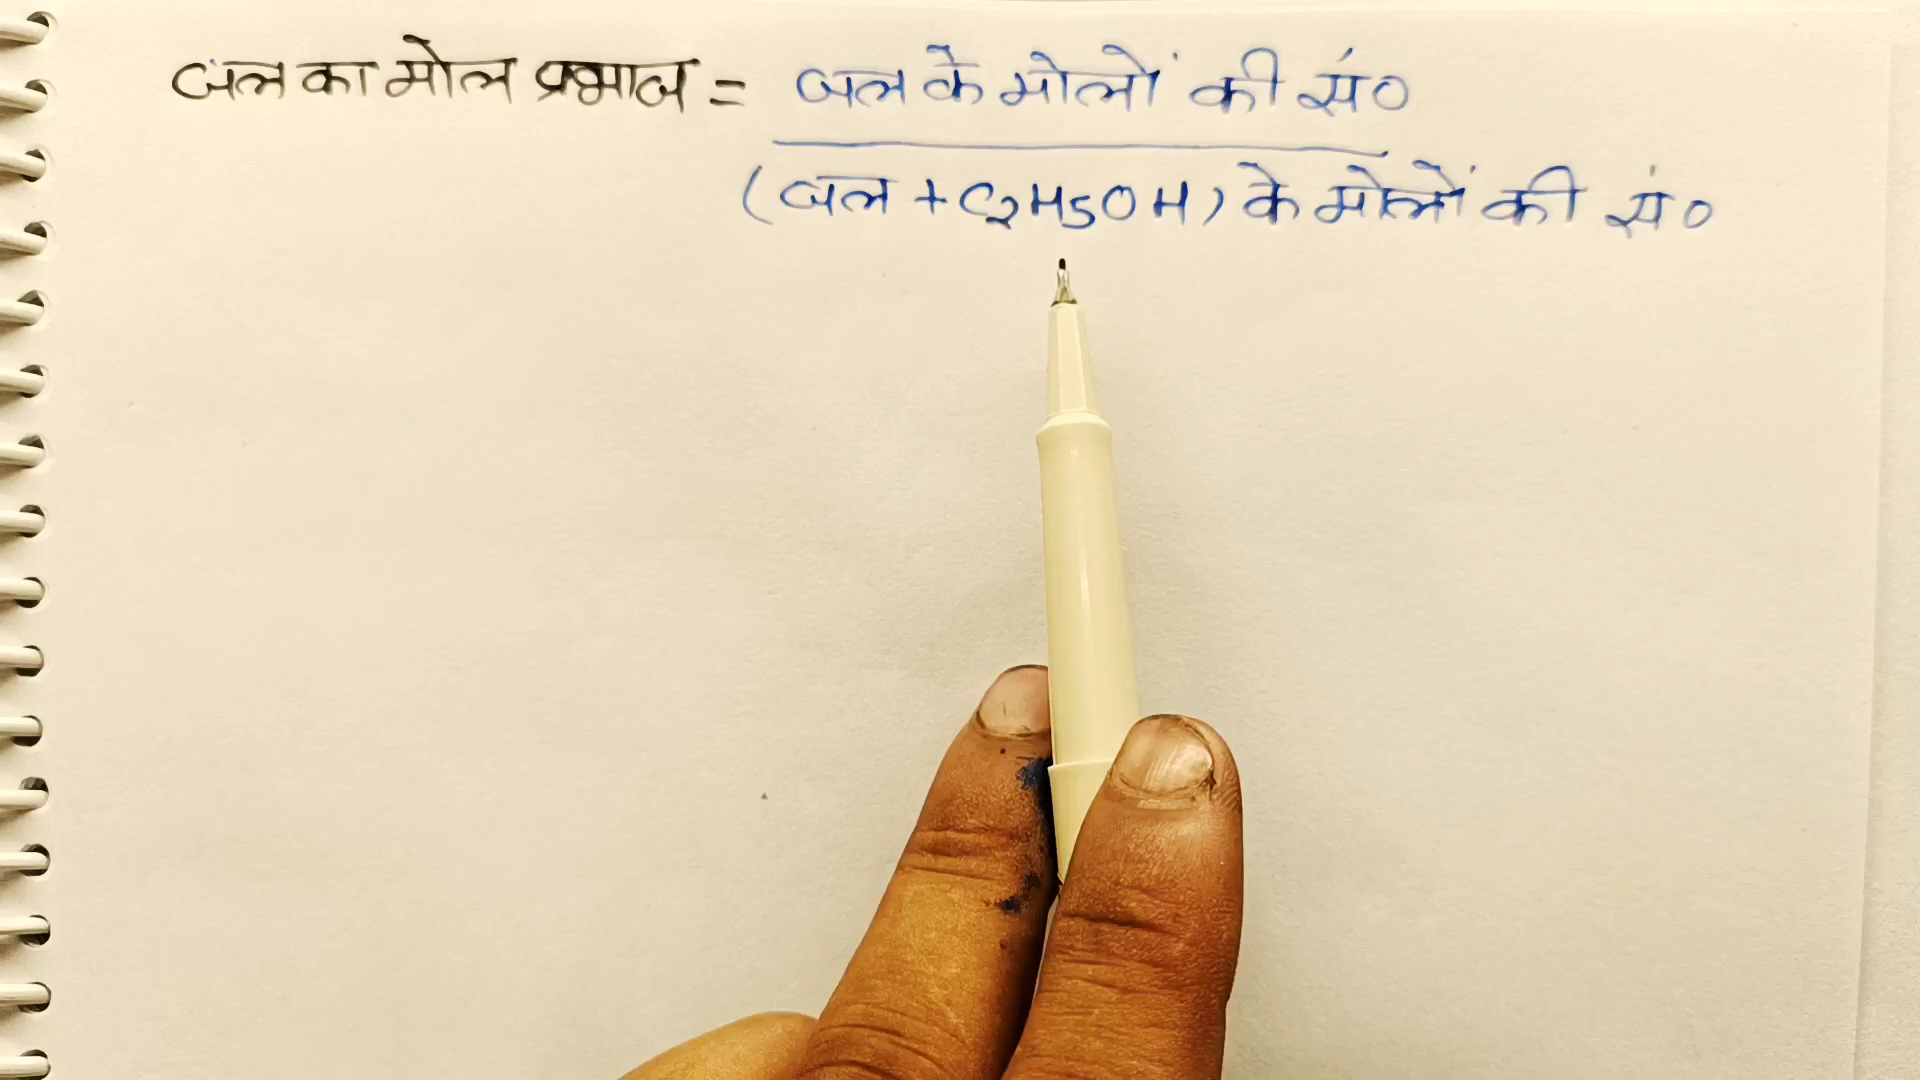 जल का मोल प्रभाज = जल के मोलों की सं०
(जल + C2H5OH) के मोलों की सं०